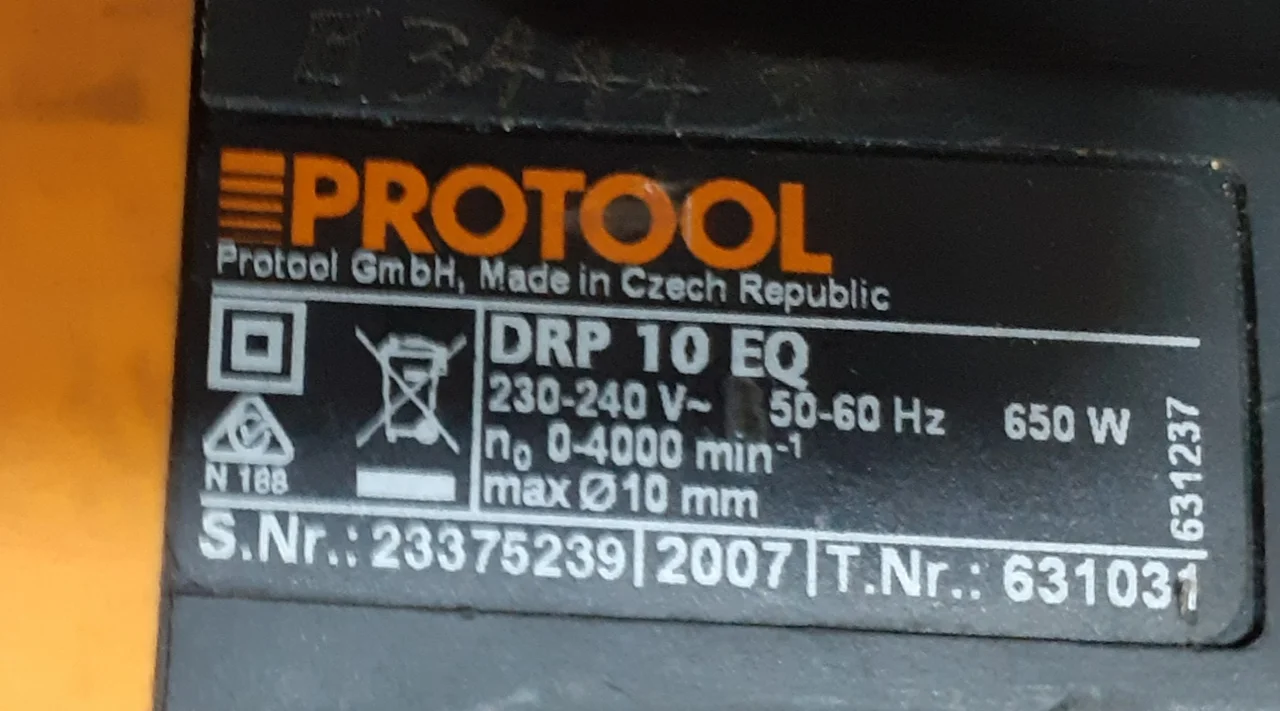 PROTOOL
Protool GmbH, Made in Czech Republic
DRP 10 EQ
230-240 V~ 50-60 Hz 650 W
n₀ 0-4000 min⁻¹
max Ø 10 mm
631237
N 188
S.Nr.: 23375239|2007|T.Nr.: 631031